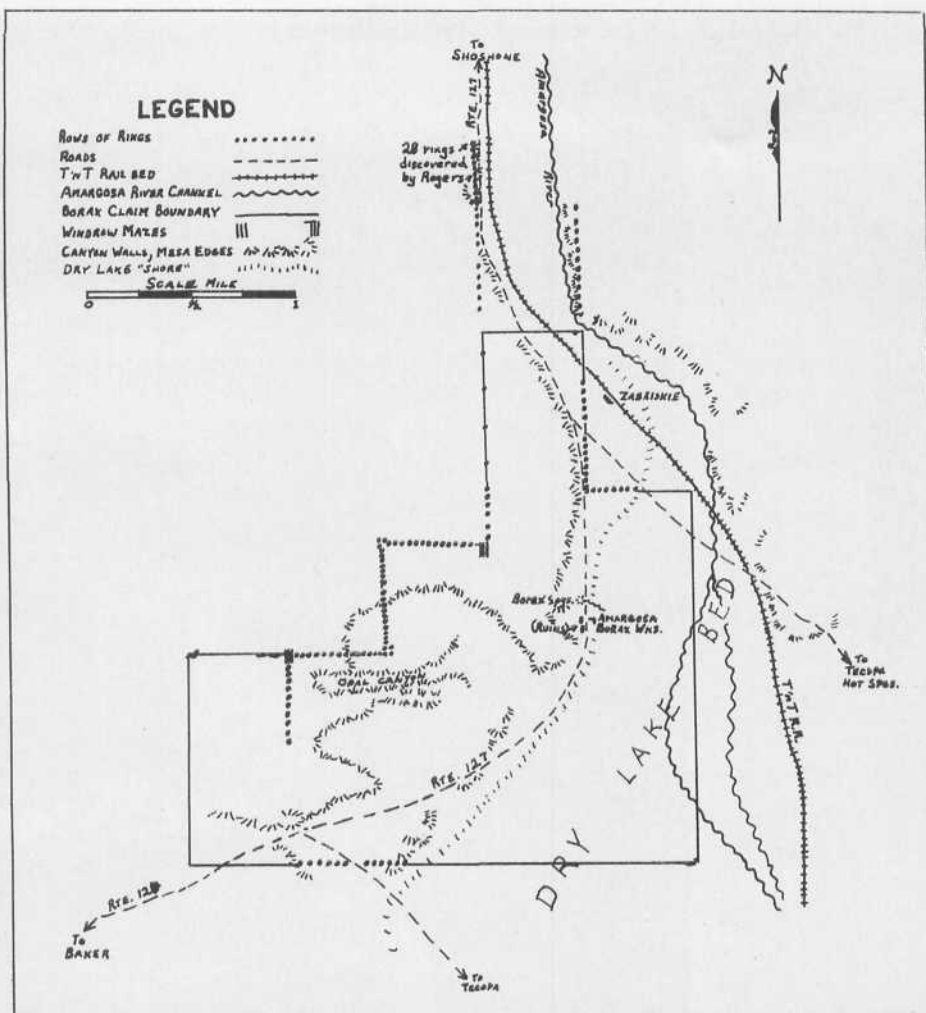 To
SHOSHONE
N
LEGEND
ROWS OF RINGS
ROADS
T'N'T RAIL BED
AMARGOSA RIVER CHANNEL
BORAX CLAIM BOUNDARY
WINDROW MAZES
CANYON WALLS, MESA EDGES
DRY LAKE "SHORE"
SCALE MILE
0 ½ 1
RTE. 127
AMARGOSA
RIVER
28 rings
discovered
by Rogers
ZABRISKIE
BORAX SPGS.
(RUINS)
AMARGOSA
BORAX WKS.
To
TECOPA
HOT SPGS.
OPAL CANYON
T'N'T R.R.
RTE. 127
DRY LAKE BED
RTE. 12
To
BAKER
To
TECOPA